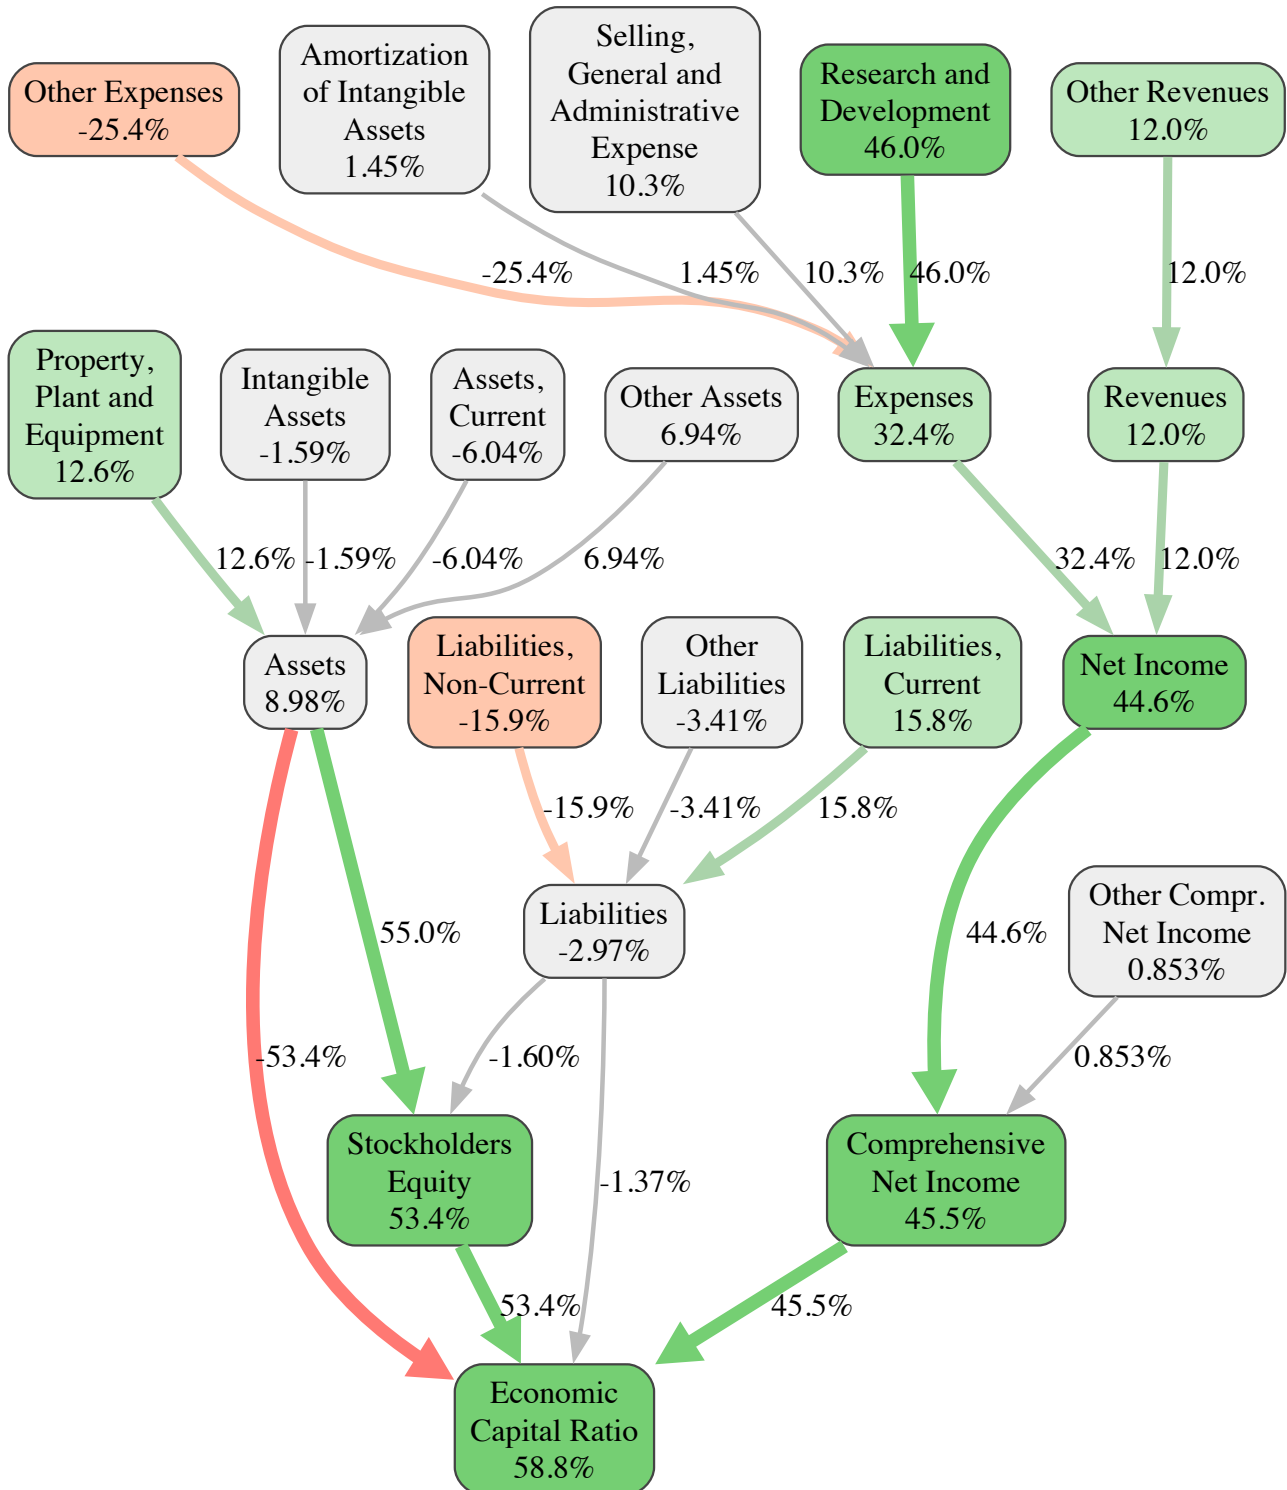 Other Expenses
-25.4%
Amortization
of Intangible
Assets
1.45%
Selling,
General and
Administrative
Expense
10.3%
Research and
Development
46.0%
Other Revenues
12.0%
-25.4%
1.45%
10.3%
46.0%
12.0%
Property,
Plant and
Equipment
12.6%
Intangible
Assets
-1.59%
Assets,
Current
-6.04%
Other Assets
6.94%
Expenses
32.4%
Revenues
12.0%
12.6%
-1.59%
-6.04%
6.94%
32.4%
12.0%
Assets
8.98%
Liabilities,
Non-Current
-15.9%
Other
Liabilities
-3.41%
Liabilities,
Current
15.8%
Net Income
44.6%
-15.9%
-3.41%
15.8%
Liabilities
-2.97%
55.0%
44.6%
Other Compr.
Net Income
0.853%
-53.4%
-1.60%
0.853%
Stockholders
Equity
53.4%
-1.37%
Comprehensive
Net Income
45.5%
53.4%
45.5%
Economic
Capital Ratio
58.8%